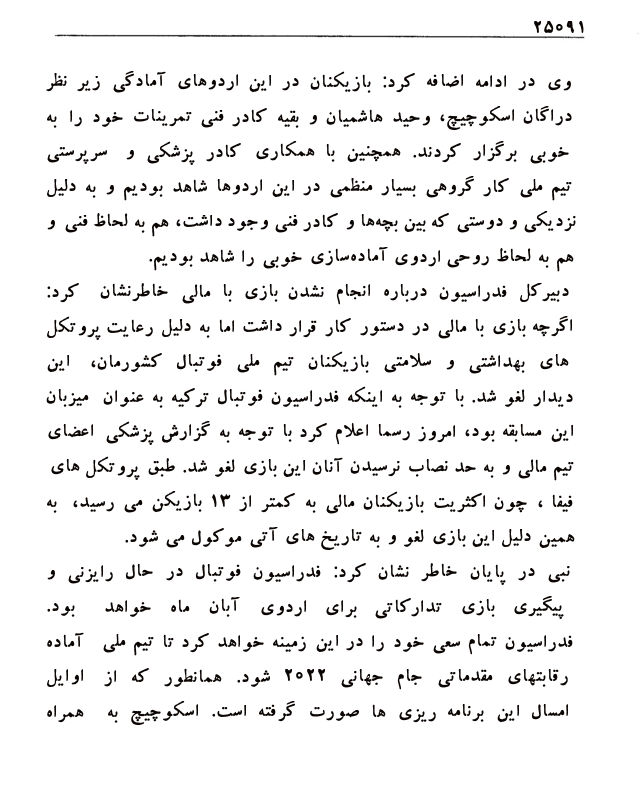 ۲۵۰۹۱
وی در ادامه اضافه کرد: بازیکنان در این اردوهای آمادگی زیر نظر
دراگان اسکوچیچ، وحید هاشمیان و بقیه کادر فنی تمرینات خود را به
خوبی برگزار کردند. همچنین با همکاری کادر پزشکی و سرپرستی
تیم ملی کار گروهی بسیار منظمی در این اردوها شاهد بودیم و به دلیل
نزدیکی و دوستی که بین بچه‌ها و کادر فنی وجود داشت، هم به لحاظ فنی و
هم به لحاظ روحی اردوی آماده‌سازی خوبی را شاهد بودیم.
دبیرکل فدراسیون درباره انجام نشدن بازی با مالی خاطرنشان کرد:
اگرچه بازی با مالی در دستور کار قرار داشت اما به دلیل رعایت پروتکل
های بهداشتی و سلامتی بازیکنان تیم ملی فوتبال کشورمان، این
دیدار لغو شد. با توجه به اینکه فدراسیون فوتبال ترکیه به عنوان میزبان
این مسابقه بود، امروز رسما اعلام کرد با توجه به گزارش پزشکی اعضای
تیم مالی و به حد نصاب نرسیدن آنان این بازی لغو شد. طبق پروتکل های
فیفا ، چون اکثریت بازیکنان مالی به کمتر از ۱۳ بازیکن می رسید، به
همین دلیل این بازی لغو و به تاریخ های آتی موکول می شود.
نبی در پایان خاطر نشان کرد: فدراسیون فوتبال در حال رایزنی و
پیگیری بازی تدارکاتی برای اردوی آبان ماه خواهد بود.
فدراسیون تمام سعی خود را در این زمینه خواهد کرد تا تیم ملی آماده
رقابتهای مقدماتی جام جهانی ۲۰۲۲ شود. همانطور که از اوایل
امسال این برنامه ریزی ها صورت گرفته است. اسکوچیچ به همراه